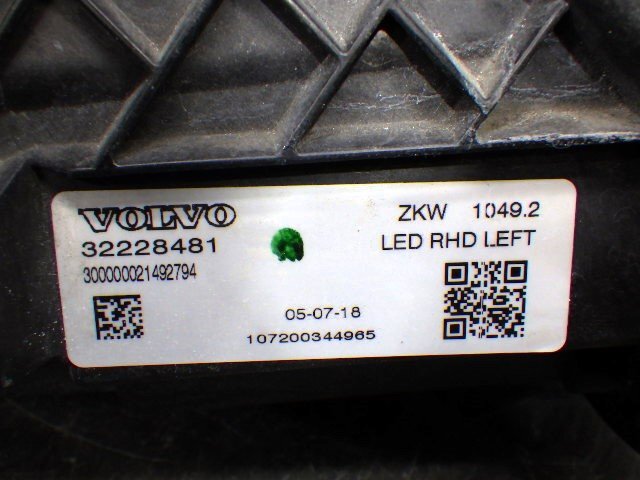 VOLVO
32228481
300000021492794
ZKW 1049.2
LED RHD LEFT
05-07-18
107200344965